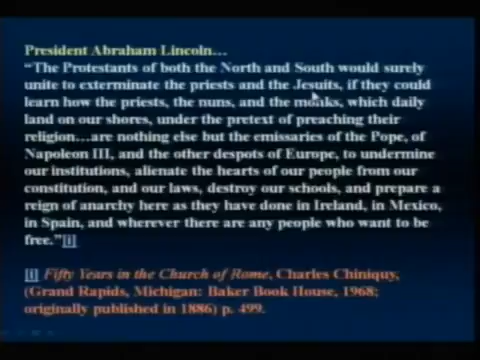 President Abraham Lincoln…
“The Protestants of both the North and South would surely
unite to exterminate the priests and the Jesuits, if they could
learn how the priests, the nuns, and the monks, which daily
land on our shores, under the pretext of preaching their
religion…are nothing else but the emissaries of the Pope, of
Napoleon III, and the other despots of Europe, to undermine
our institutions, alienate the hearts of our people from our
constitution, and our laws, destroy our schools, and prepare a
reign of anarchy here as they have done in Ireland, in Mexico,
in Spain, and wherever there are any people who want to be
free.”[i]
[i] Fifty Years in the Church of Rome, Charles Chiniquy,
(Grand Rapids, Michigan: Baker Book House, 1968;
originally published in 1886) p. 499.